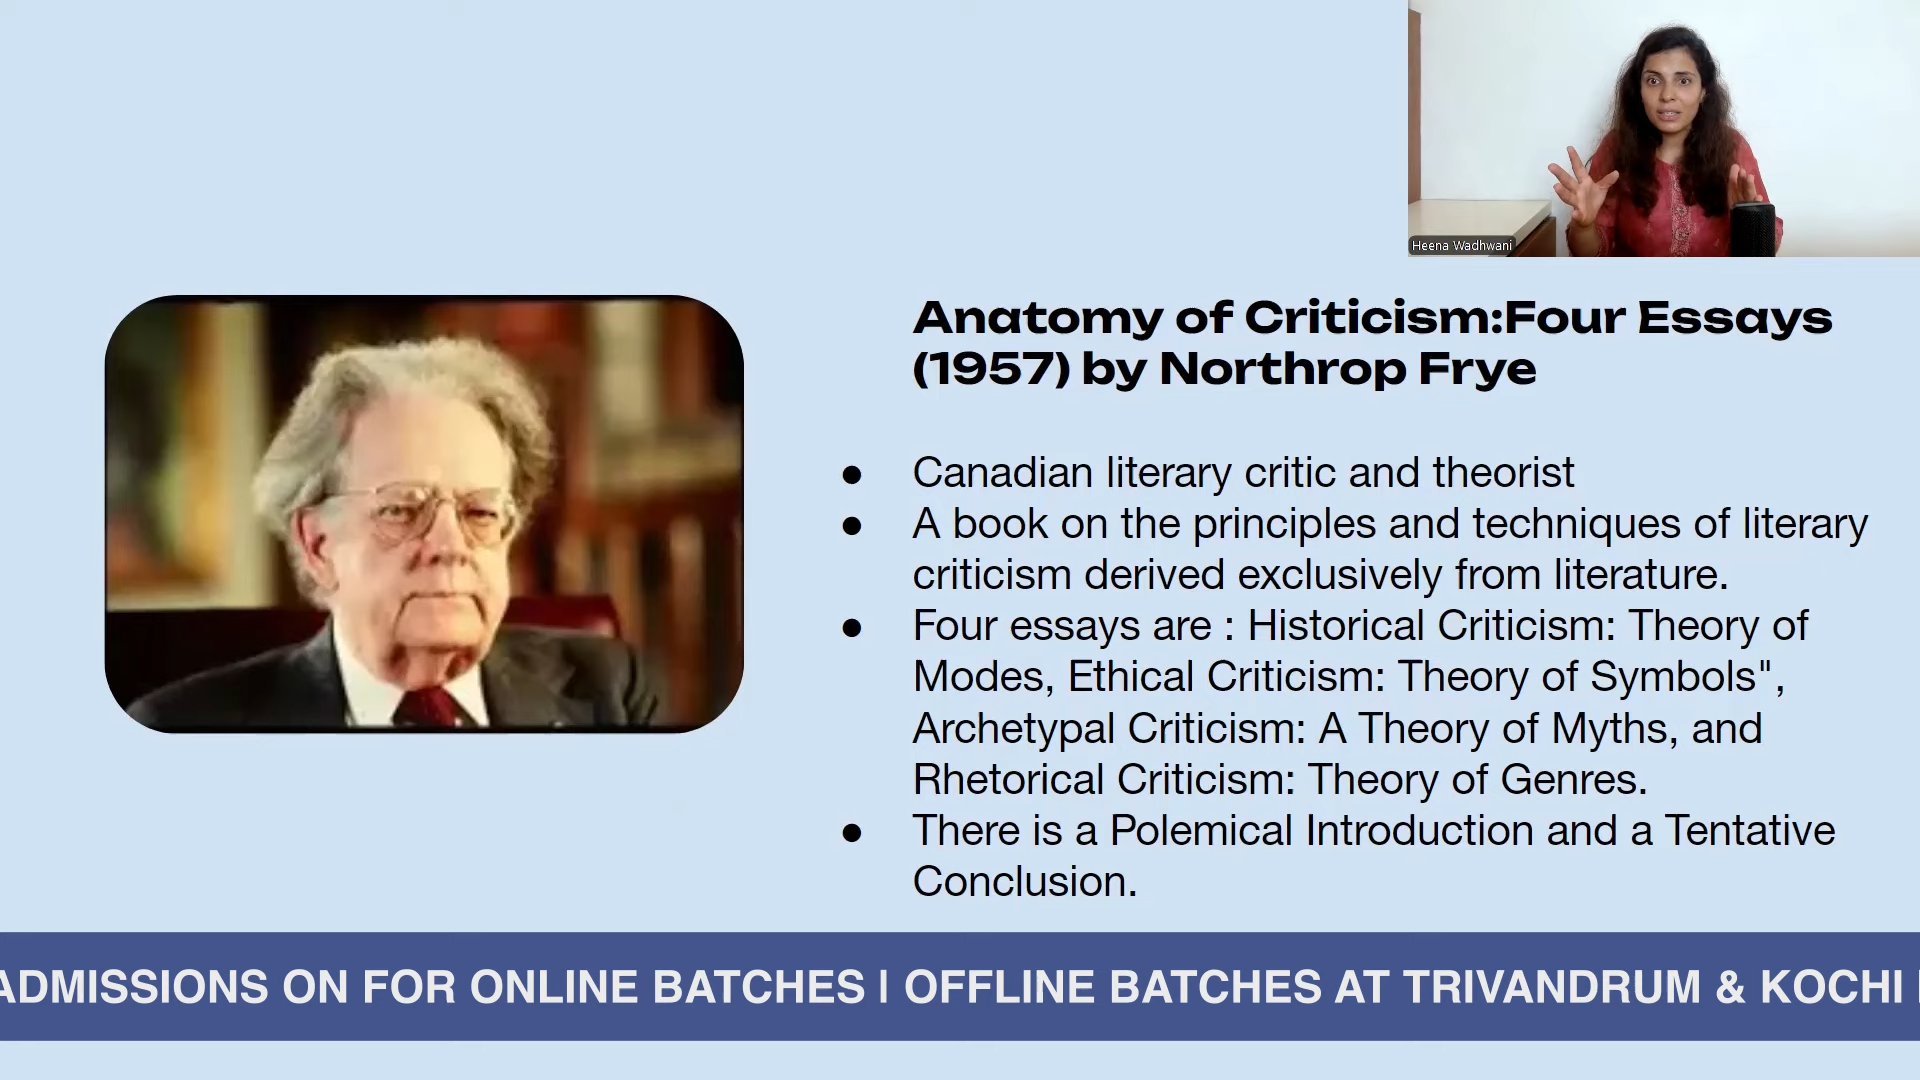 Heena Wadhwani
Anatomy of Criticism:Four Essays
(1957) by Northrop Frye
● Canadian literary critic and theorist
● A book on the principles and techniques of literary
criticism derived exclusively from literature.
● Four essays are : Historical Criticism: Theory of
Modes, Ethical Criticism: Theory of Symbols",
Archetypal Criticism: A Theory of Myths, and
Rhetorical Criticism: Theory of Genres.
● There is a Polemical Introduction and a Tentative
Conclusion.
ADMISSIONS ON FOR ONLINE BATCHES | OFFLINE BATCHES AT TRIVANDRUM & KOCHI